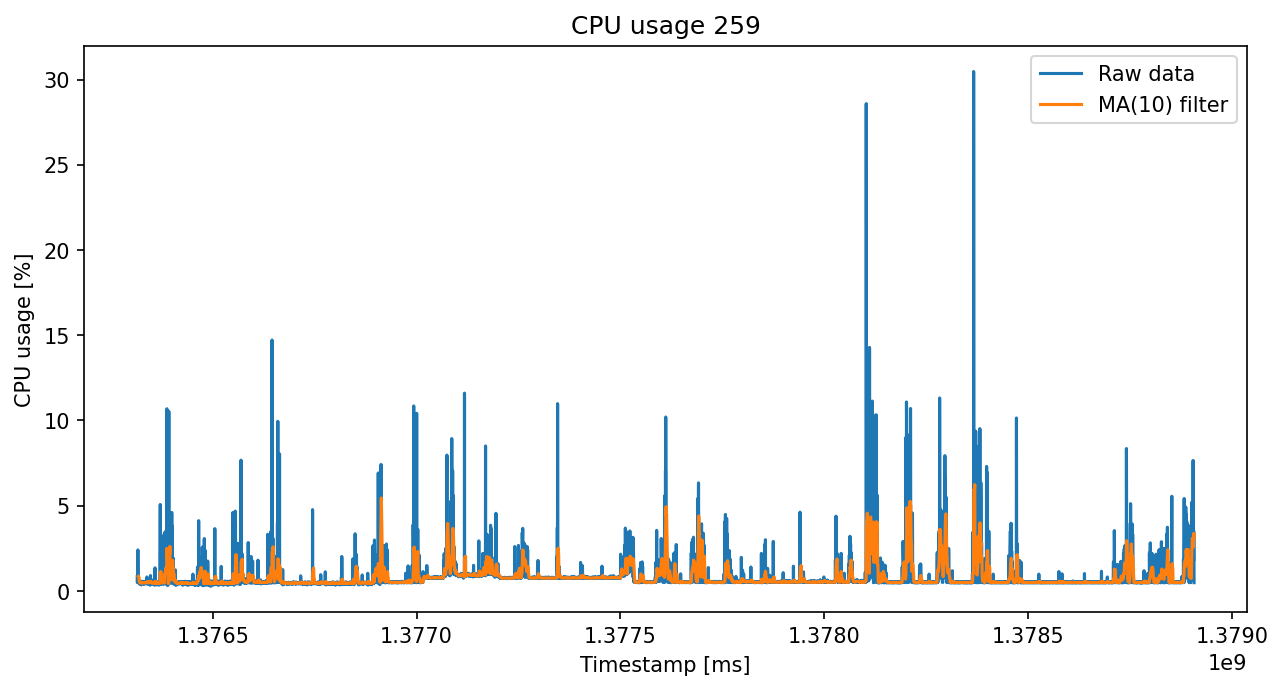 CPU usage 259
Raw data
MA(10) filter
CPU usage [%]
30
25
20
15
10
5
0
1.3765
1.3770
1.3775
1.3780
1.3785
1.3790
1e9
Timestamp [ms]